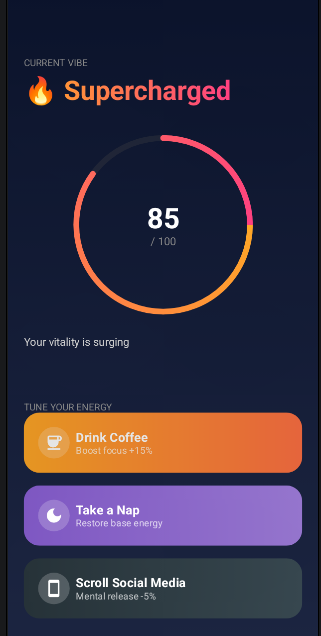 CURRENT VIBE
🔥 Supercharged
85
/ 100
Your vitality is surging
TUNE YOUR ENERGY
Drink Coffee
Boost focus +15%
Take a Nap
Restore base energy
Scroll Social Media
Mental release -5%